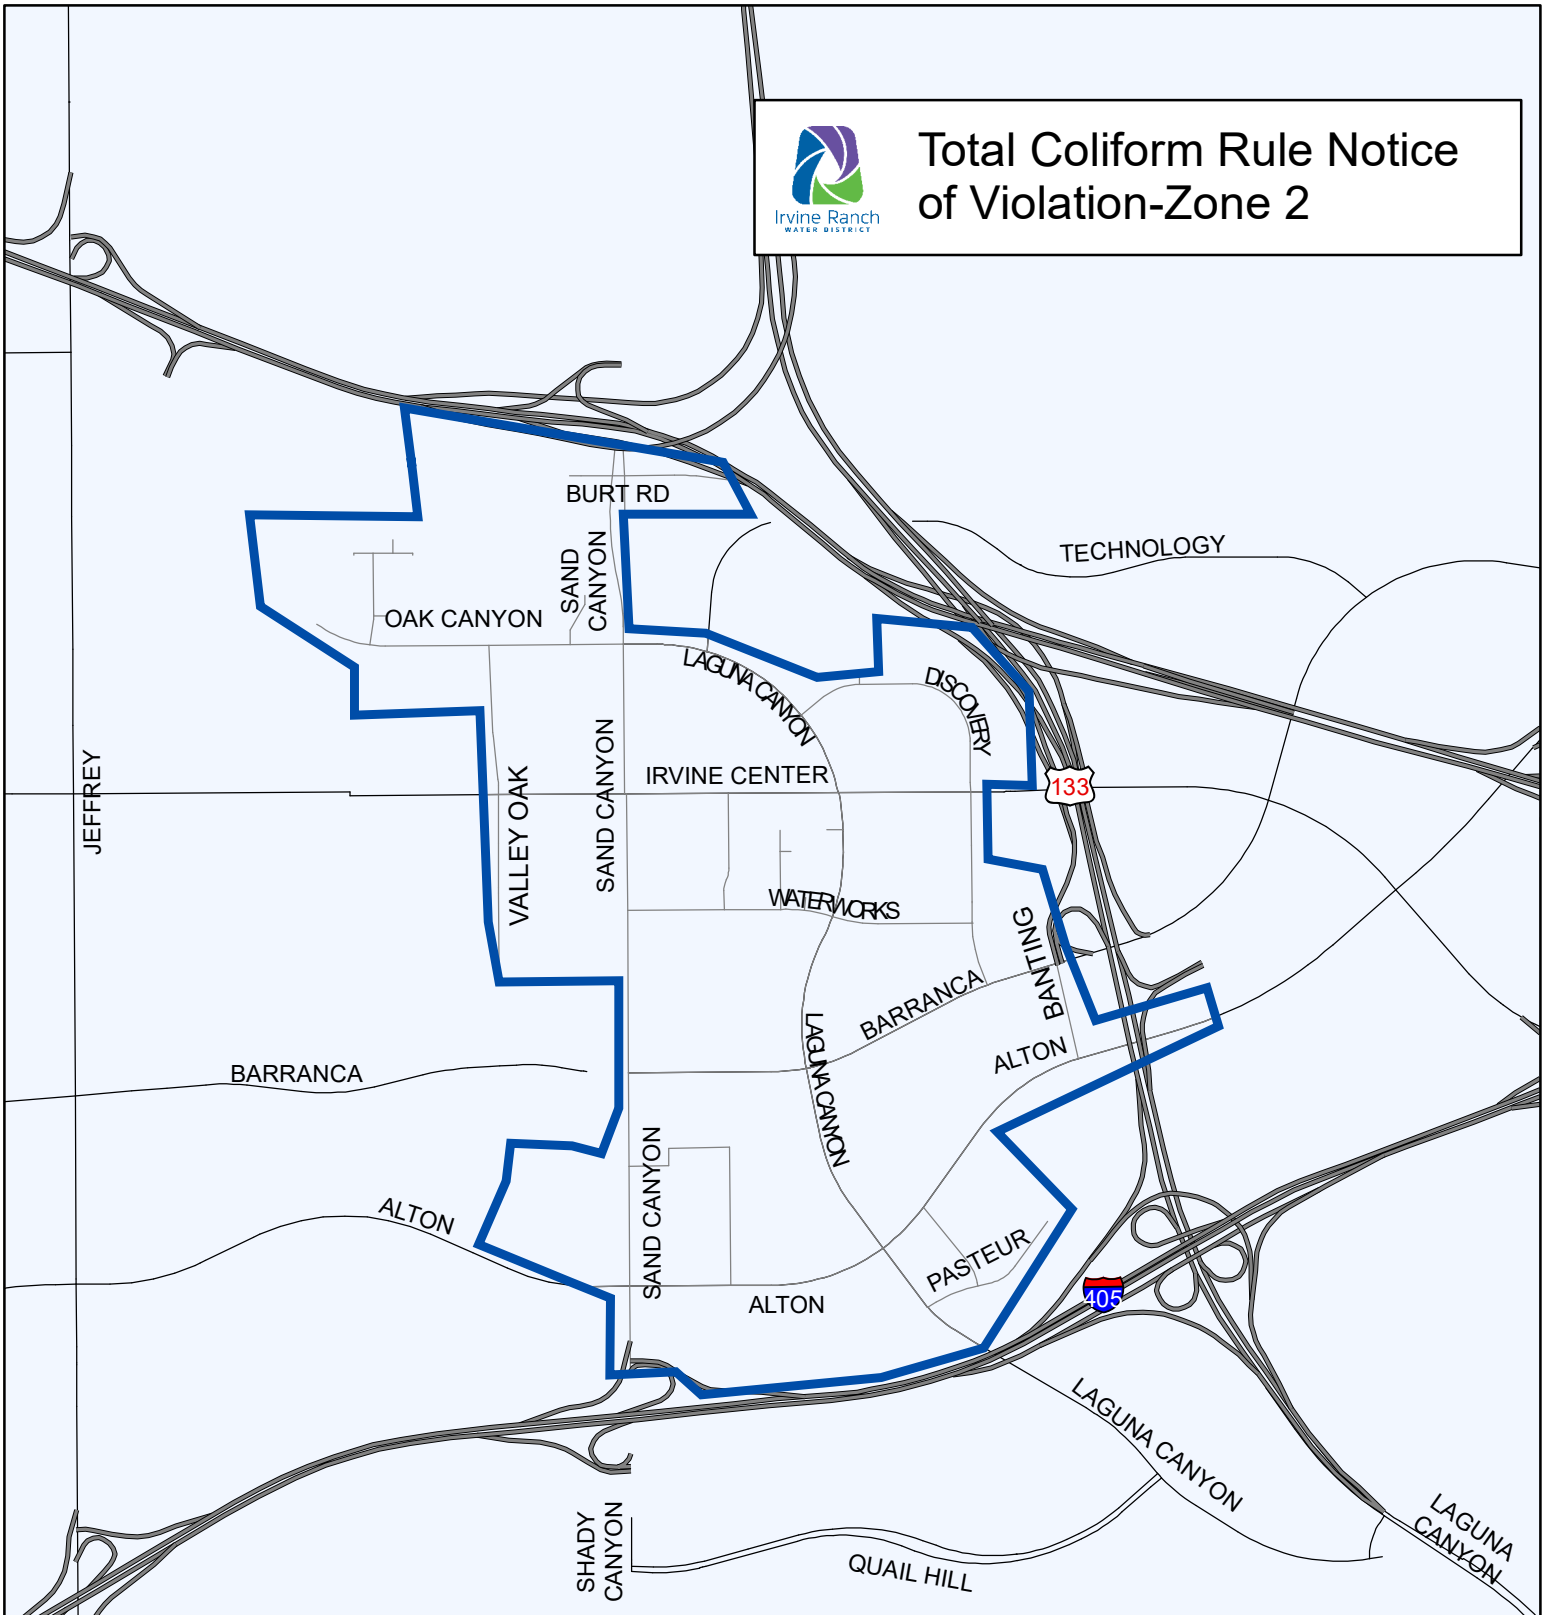 Total Coliform Rule Notice
of Violation-Zone 2
Irvine Ranch
WATER DISTRICT
BURT RD
TECHNOLOGY
SAND
CANYON
OAK CANYON
LAGUNA CANYON
DISCOVERY
JEFFREY
VALLEY OAK
SAND CANYON
IRVINE CENTER
133
WATERWORKS
BANTING
BARRANCA
ALTON
LAGUNA CANYON
BARRANCA
SAND CANYON
ALTON
PASTEUR
ALTON
405
LAGUNA CANYON
LAGUNA
CANYON
SHADY
CANYON
QUAIL HILL